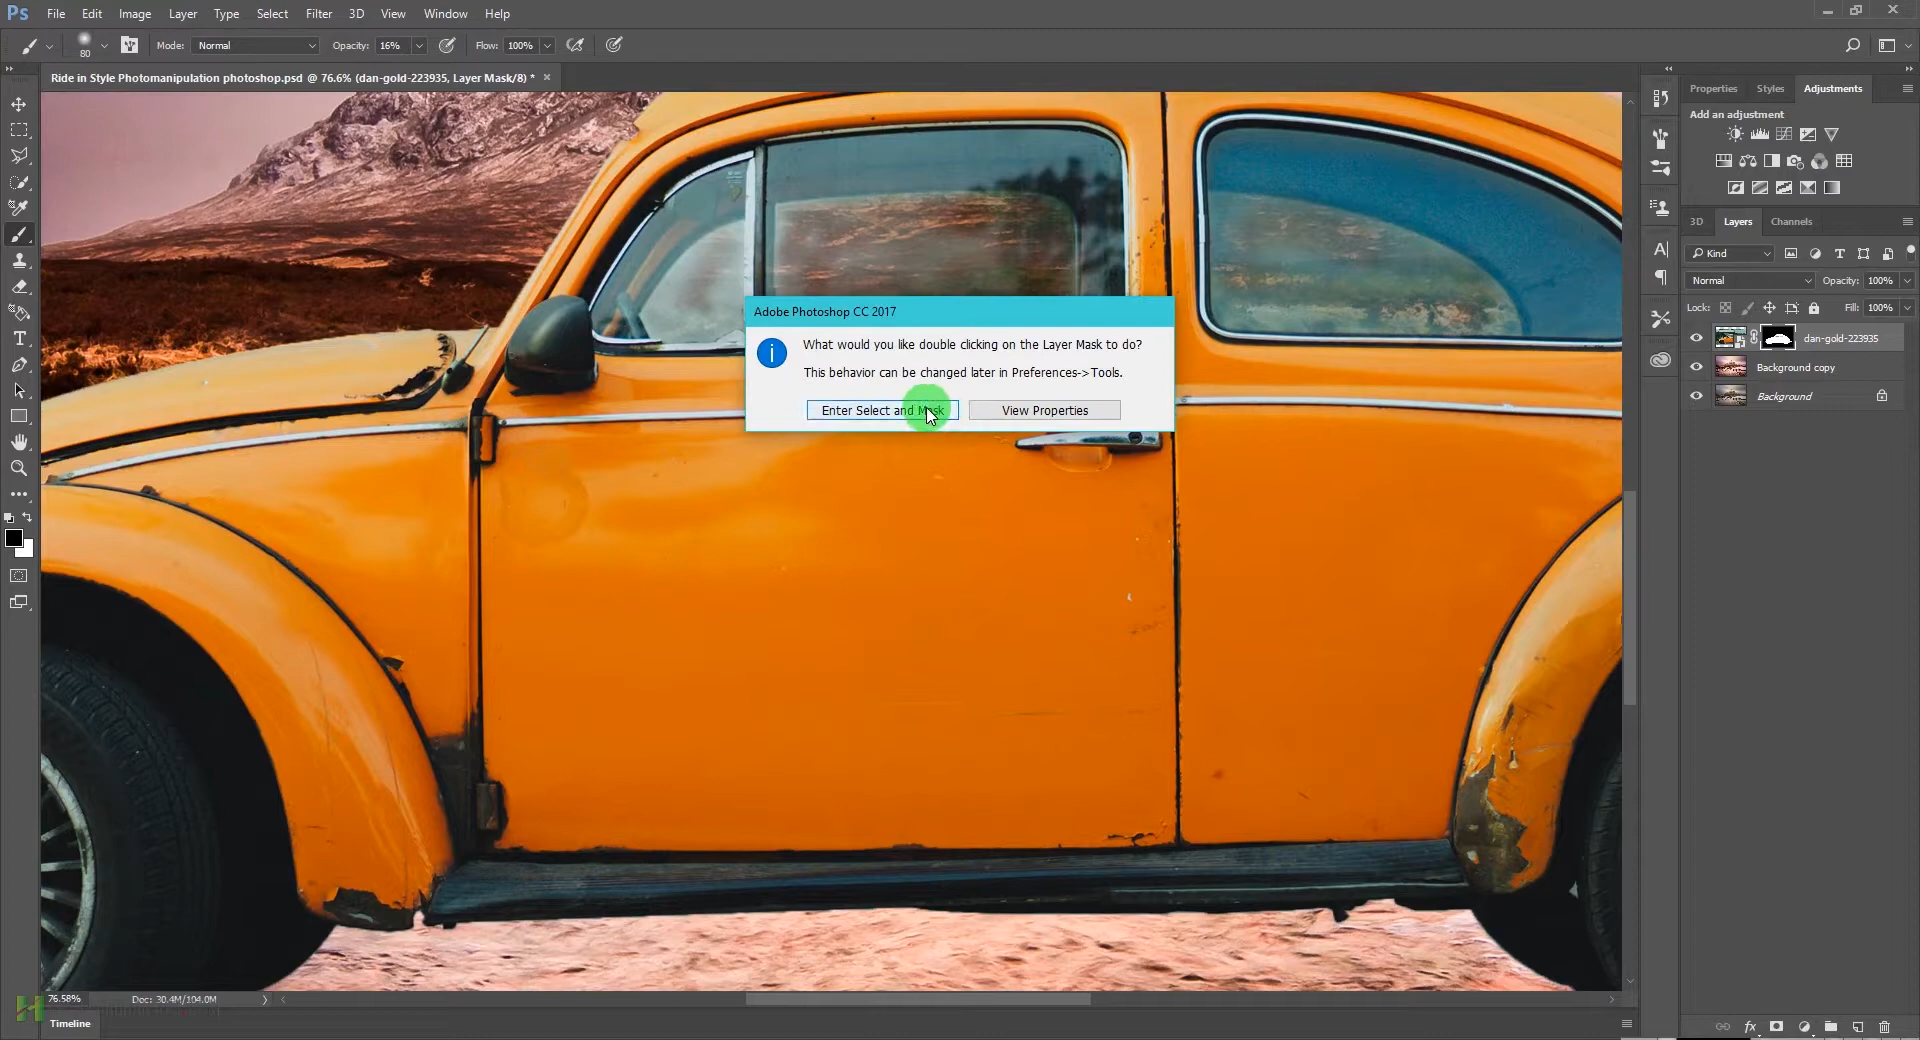 Ps File Edit Image Layer Type Select Filter 3D View Window Help
80 Mode: Normal Opacity: 16% Flow: 100%
Ride in Style Photomanipulation photoshop.psd @ 76.6% (dan-gold-223935, Layer Mask/8) *
Properties Styles Adjustments
Add an adjustment
3D Layers Channels
Kind
Normal Opacity: 100%
Lock: Fill: 100%
dan-gold-223935
Background copy
Background
Adobe Photoshop CC 2017
What would you like double clicking on the Layer Mask to do?
This behavior can be changed later in Preferences->Tools.
Enter Select and Mask View Properties
76.58% Doc: 30.4M/104.0M
Timeline